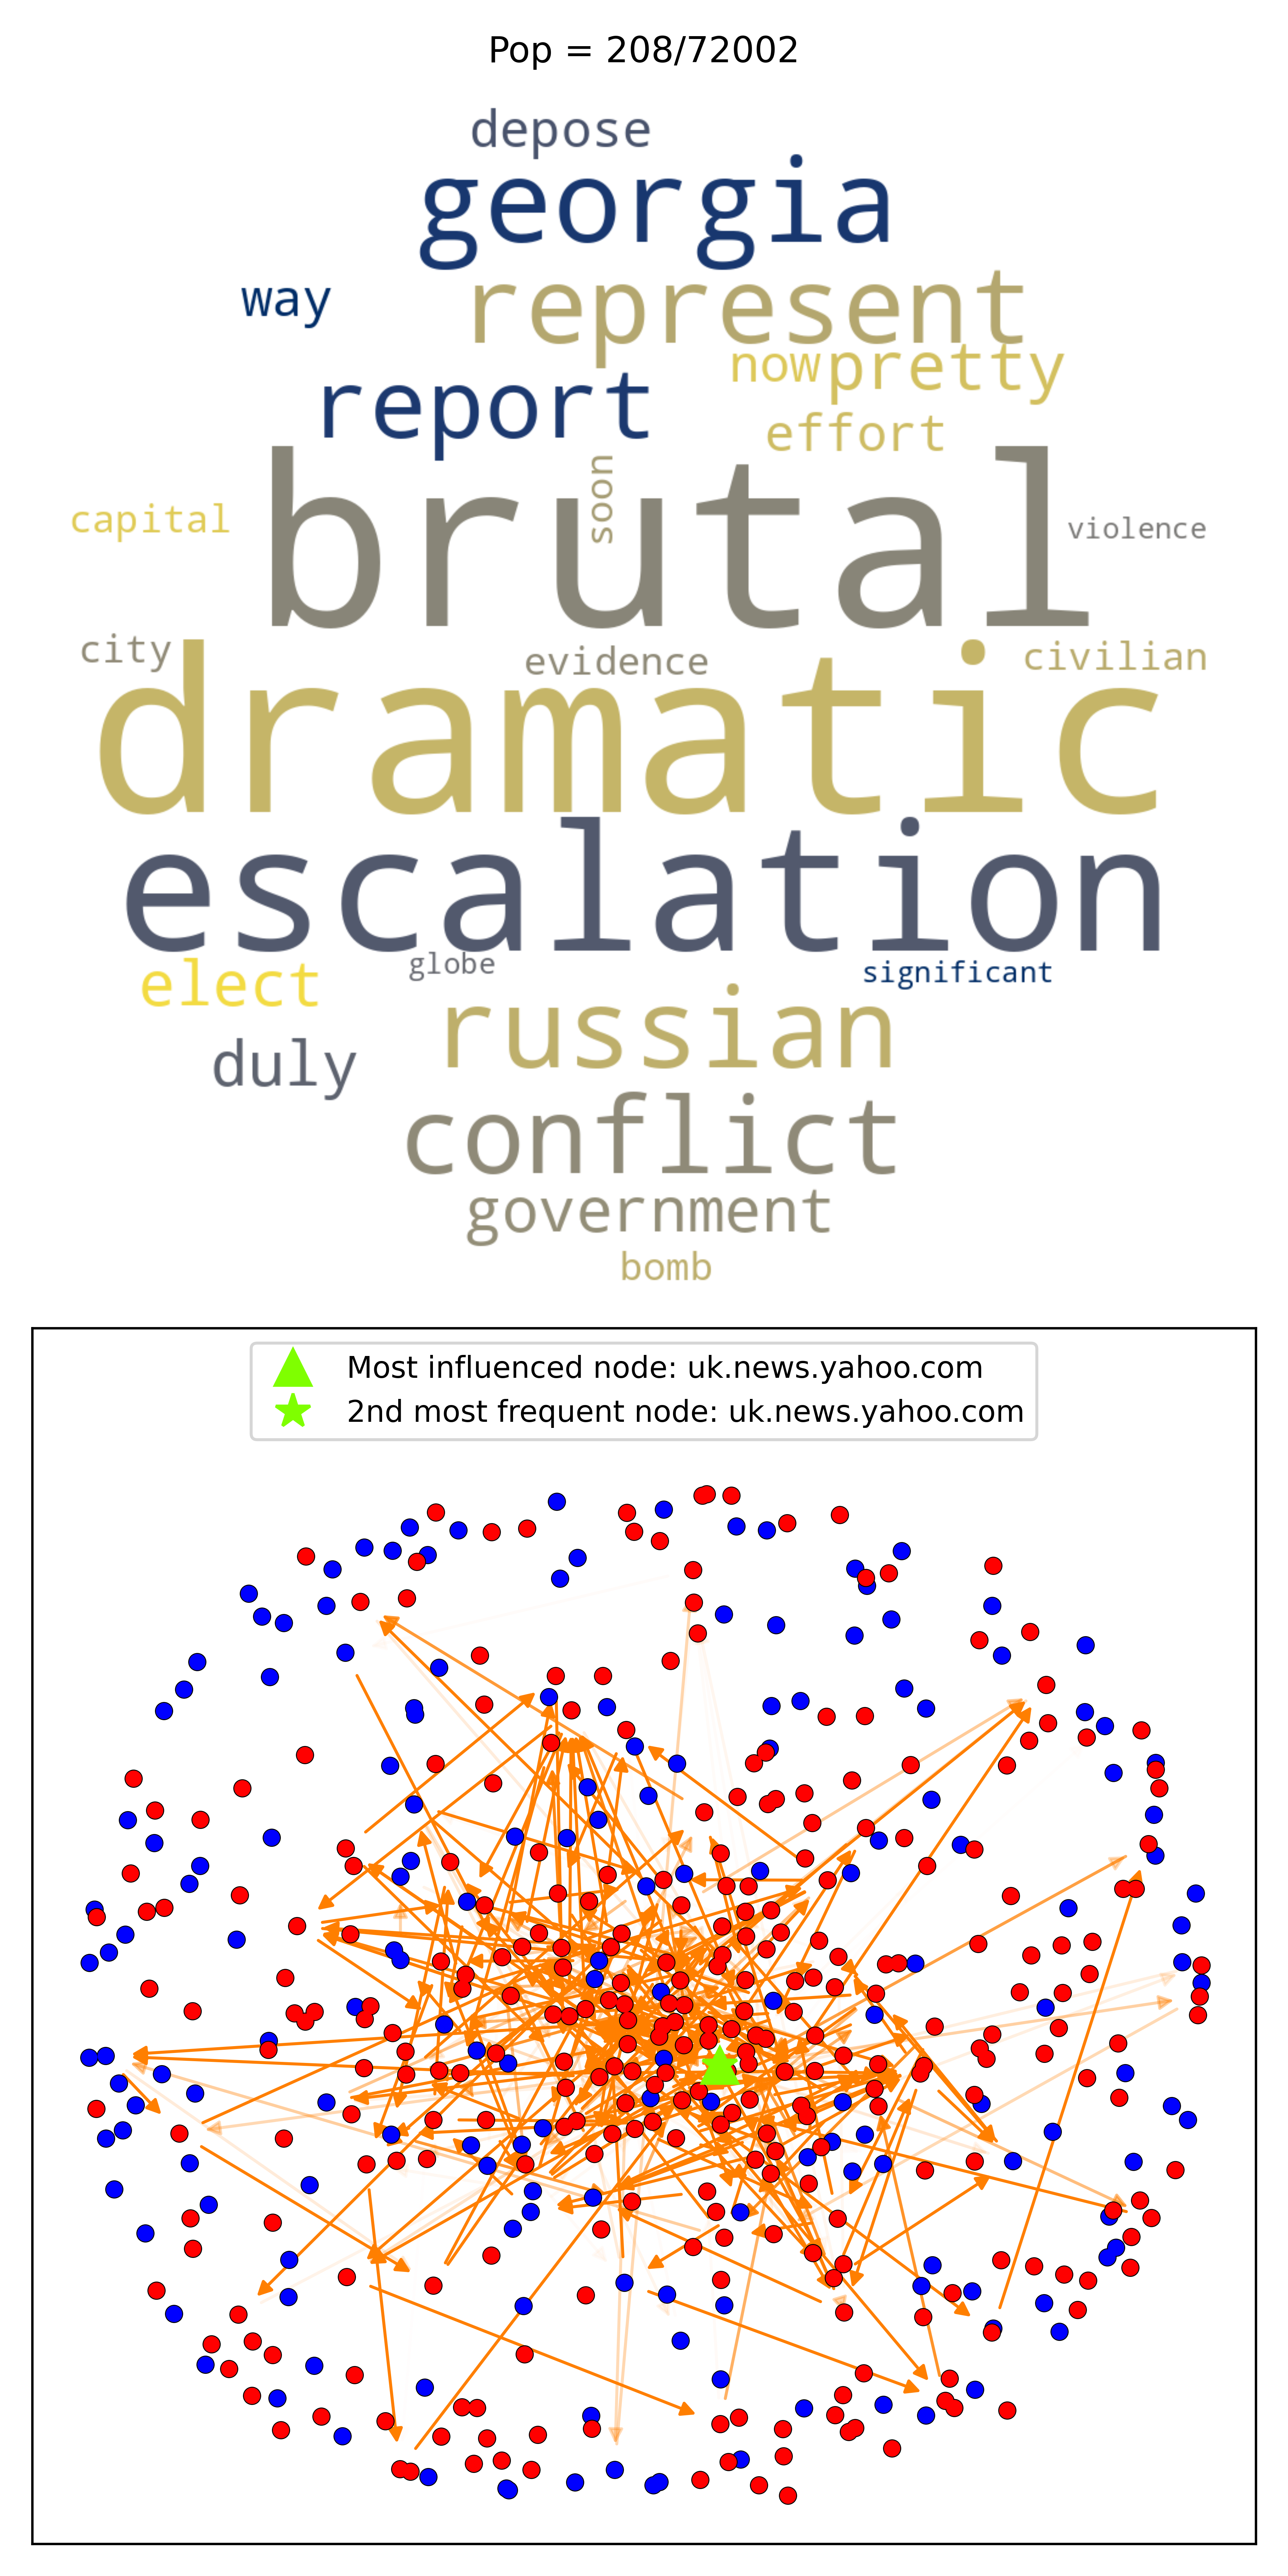 Pop = 208/72002
depose
georgia
way
represent
now pretty
report
effort
brutal
soon
capital
violence
city
evidence
civilian
dramatic
escalation
elect
globe
significant
russian
duly
conflict
government
bomb
Most influenced node: uk.news.yahoo.com
2nd most frequent node: uk.news.yahoo.com